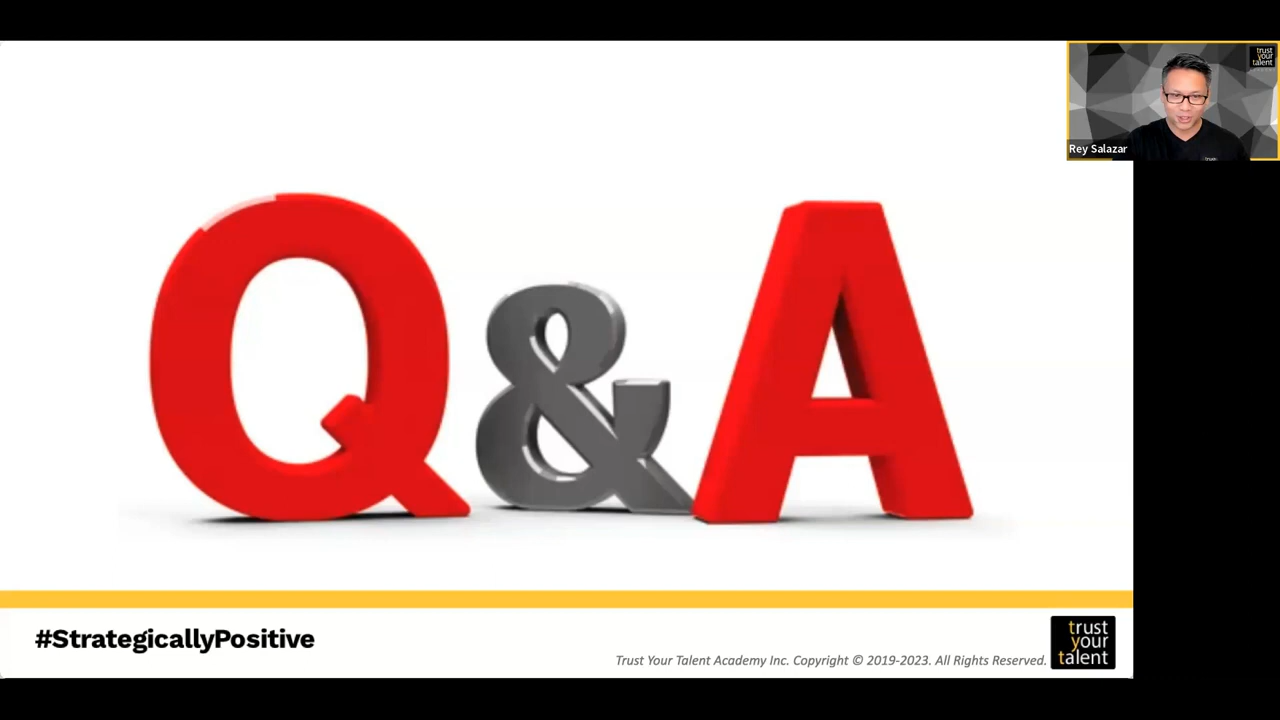 trust
your
talent
Rey Salazar
Q&A
#StrategicallyPositive
Trust Your Talent Academy Inc. Copyright © 2019-2023. All Rights Reserved.
trust
your
talent